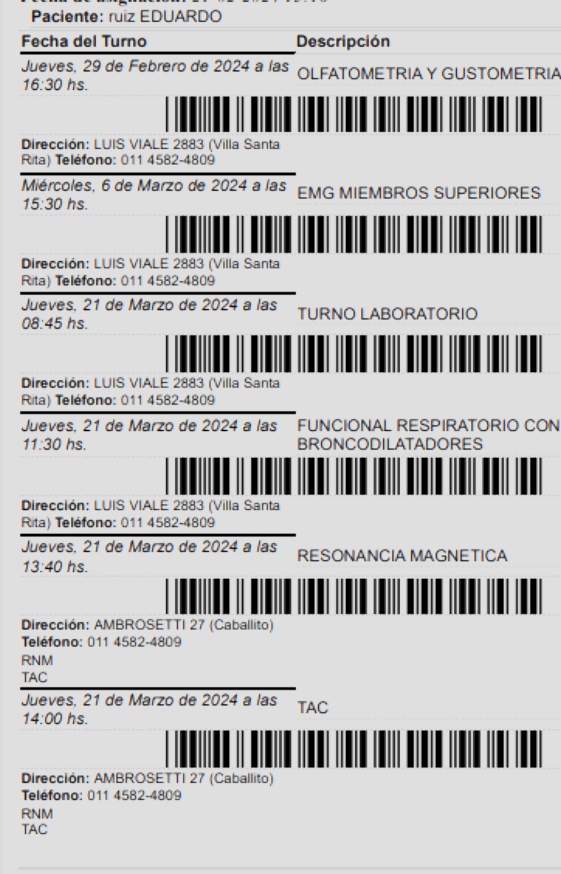 Paciente: ruiz EDUARDO
Fecha del Turno Descripción
Jueves, 29 de Febrero de 2024 a las
16:30 hs.
OLFATOMETRIA Y GUSTOMETRIA
Dirección: LUIS VIALE 2883 (Villa Santa
Rita) Teléfono: 011 4582-4809
Miércoles, 6 de Marzo de 2024 a las
15:30 hs.
EMG MIEMBROS SUPERIORES
Dirección: LUIS VIALE 2883 (Villa Santa
Rita) Teléfono: 011 4582-4809
Jueves, 21 de Marzo de 2024 a las
08:45 hs.
TURNO LABORATORIO
Dirección: LUIS VIALE 2883 (Villa Santa
Rita) Teléfono: 011 4582-4809
Jueves, 21 de Marzo de 2024 a las
11:30 hs.
FUNCIONAL RESPIRATORIO CON
BRONCODILATADORES
Dirección: LUIS VIALE 2883 (Villa Santa
Rita) Teléfono: 011 4582-4809
Jueves, 21 de Marzo de 2024 a las
13:40 hs.
RESONANCIA MAGNETICA
Dirección: AMBROSETTI 27 (Caballito)
Teléfono: 011 4582-4809
RNM
TAC
Jueves, 21 de Marzo de 2024 a las
14:00 hs.
TAC
Dirección: AMBROSETTI 27 (Caballito)
Teléfono: 011 4582-4809
RNM
TAC